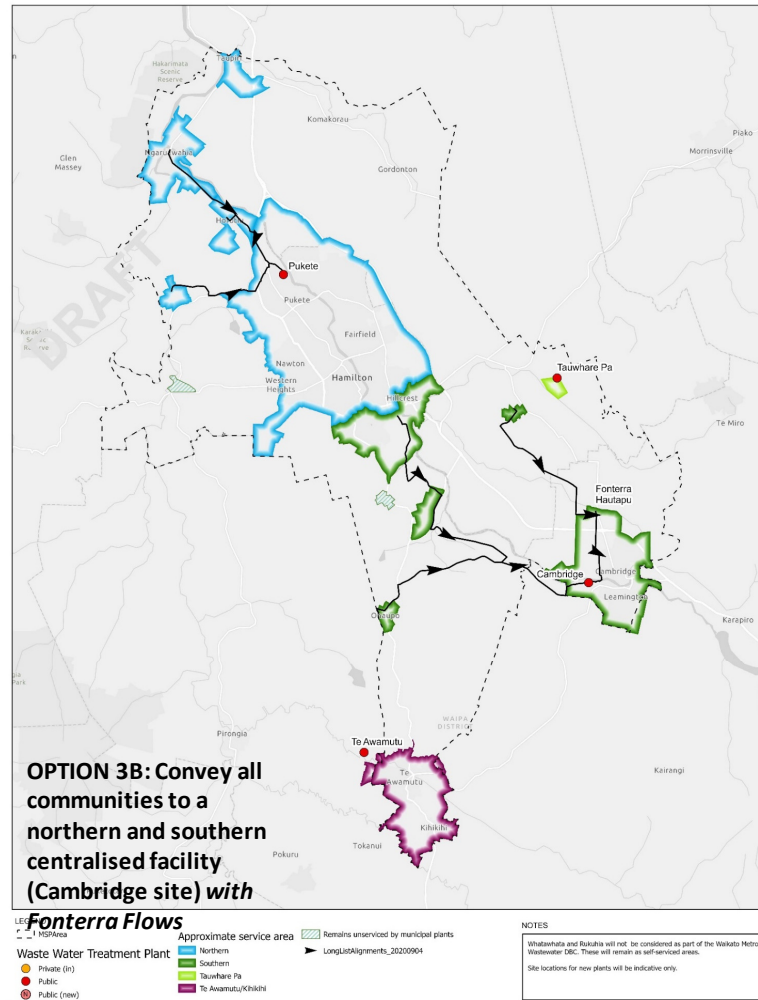 Taupiri
Hakarimata
Scenic
Reserve
Komakorau
Piako
Ngaruawahia
Glen
Massey
Morrinsville
Gordonton
Horotiu
DRAFT
Pukete
Pukete
Fairfield
Tauwhare Pa
Nawton
Western
Heights
Hamilton
Hillcrest
Te Miro
Fonterra
Hautapu
Cambridge
Cambridge
Leamington
Ohaupo
Karapiro
WAIPA
DISTRICT
Pirongia
Te Awamutu
Te
Awamutu
Kairangi
Kihikihi
Tokanui
Pokuru
OPTION 3B: Convey all
communities to a
northern and southern
centralised facility
(Cambridge site) with
Fonterra Flows
MSPArea
Waste Water Treatment Plant
Private (in)
Public
N Public (new)
Approximate service area
Northern
Southern
Tauwhare Pa
Te Awamutu/Kihikihi
Remains unserviced by municipal plants
LongListAlignments_20200904
NOTES
Whatawhata and Rukuhia will not be considered as part of the Waikato Metro
Wastewater DBC. These will remain as self-serviced areas.
Site locations for new plants will be indicative only.